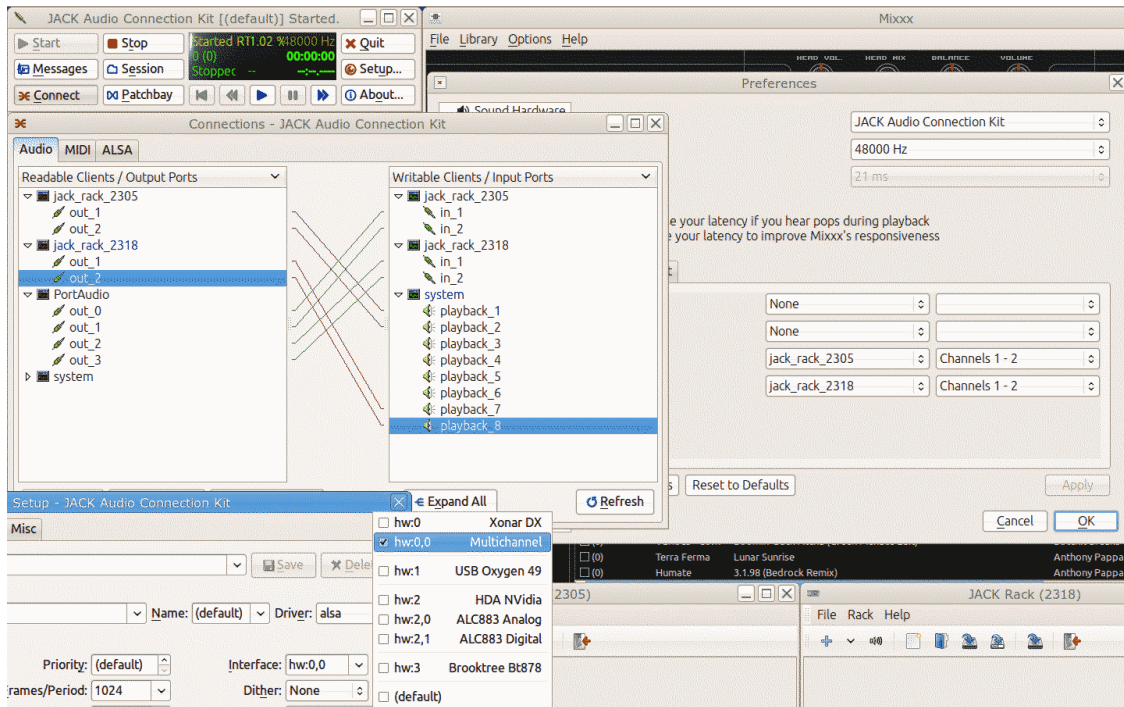 JACK Audio Connection Kit [(default)] Started.
Start Stop
Started RT 1.02 % 48000 Hz
0 (0) 00:00:00
Stopped -- --:--.----
Quit
Messages Session Setup...
Connect Patchbay About...
Mixxx
File Library Options Help
HEAD VOL. HEAD MIX BALANCE VOLUME
Preferences
Sound Hardware
JACK Audio Connection Kit
48000 Hz
21 ms
e your latency if you hear pops during playback
your latency to improve Mixxx's responsiveness
None
None
jack_rack_2305 Channels 1 - 2
jack_rack_2318 Channels 1 - 2
Reset to Defaults Apply
Cancel OK
Connections - JACK Audio Connection Kit
Audio MIDI ALSA
Readable Clients / Output Ports
jack_rack_2305
out_1
out_2
jack_rack_2318
out_1
out_2
PortAudio
out_0
out_1
out_2
out_3
system
Writable Clients / Input Ports
jack_rack_2305
in_1
in_2
jack_rack_2318
in_1
in_2
system
playback_1
playback_2
playback_3
playback_4
playback_5
playback_6
playback_7
playback_8
Expand All Refresh
Setup - JACK Audio Connection Kit
Misc
Save Dele
Name: (default) Driver: alsa
Priority: (default) Interface: hw:0,0
rames/Period: 1024 Dither: None
hw:0 Xonar DX
hw:0,0 Multichannel
hw:1 USB Oxygen 49
hw:2 HDA NVidia
hw:2,0 ALC883 Analog
hw:2,1 ALC883 Digital
hw:3 Brooktree Bt878
(default)
(0) Terra Ferma Lunar Sunrise Anthony Pappa
(0) Humate 3.1.98 (Bedrock Remix) Anthony Pappa
2305)
JACK Rack (2318)
File Rack Help